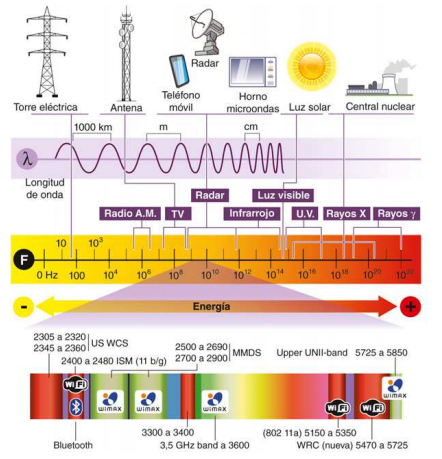 Radar
Teléfono
móvil
Horno
microondas
Torre eléctrica
Antena
Luz solar
Central nuclear
1000 km
m
cm
λ
Longitud
de onda
Radar
Luz visible
Radio A.M.
TV
Infrarrojo
U.V.
Rayos X
Rayos γ
10 10³
F
0 Hz 100 10⁴ 10⁶ 10⁸ 10¹⁰ 10¹² 10¹⁴ 10¹⁶ 10¹⁸ 10²⁰ 10²²
- Energía +
2305 a 2320
2345 a 2360
US WCS
2400 a 2480 ISM (11 b/g)
2500 a 2690
2700 a 2900
MMDS
Upper UNII-band 5725 a 5850
WiFi
WiMAX
WiMAX
WiMAX
WiFi
WiFi
WiMAX
Bluetooth
3300 a 3400
3,5 GHz band a 3600
(802 11a) 5150 a 5350
WRC (nueva) 5470 a 5725